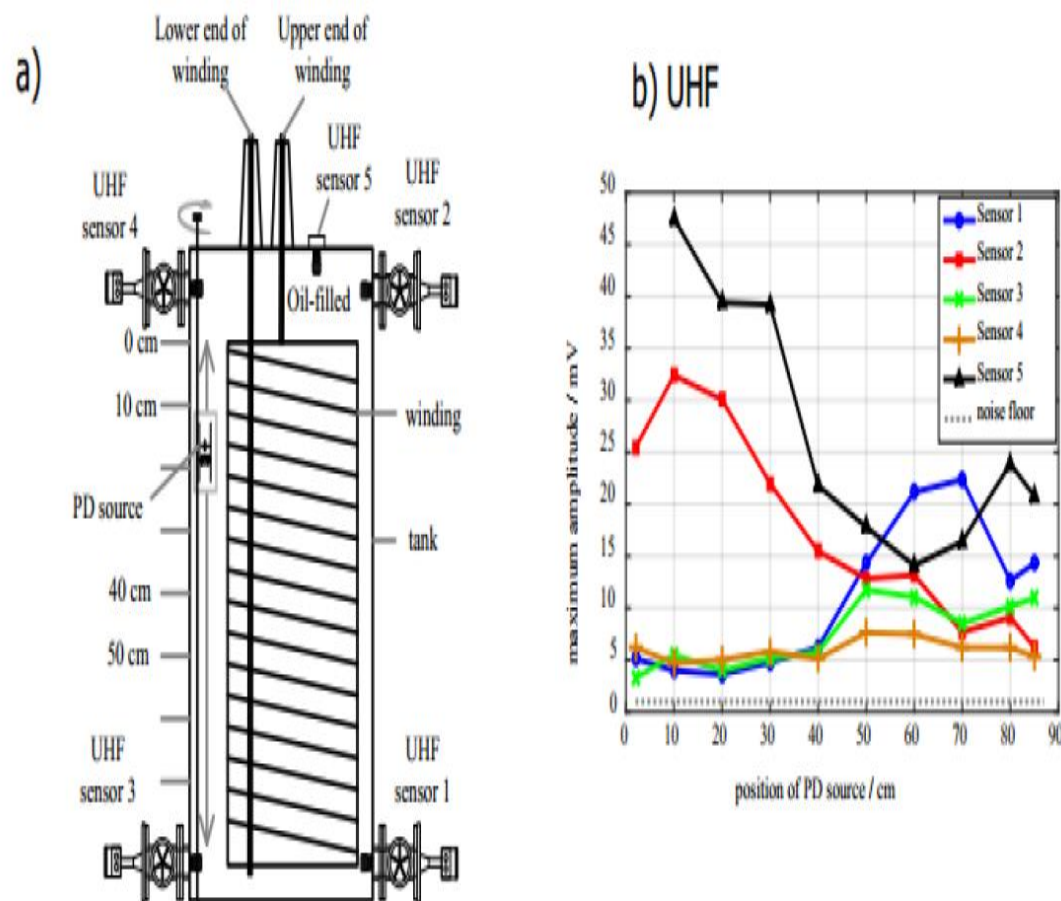 a)
Lower end of
winding
Upper end of
winding
UHF
sensor 5
UHF
sensor 4
UHF
sensor 2
Oil-filled
0 cm
10 cm
winding
PD source
tank
40 cm
50 cm
UHF
sensor 3
UHF
sensor 1
b) UHF
maximum amplitude / mV
50
45
40
35
30
25
20
15
10
5
0
Sensor 1
Sensor 2
Sensor 3
Sensor 4
Sensor 5
noise floor
0 10 20 30 40 50 60 70 80 90
position of PD source / cm